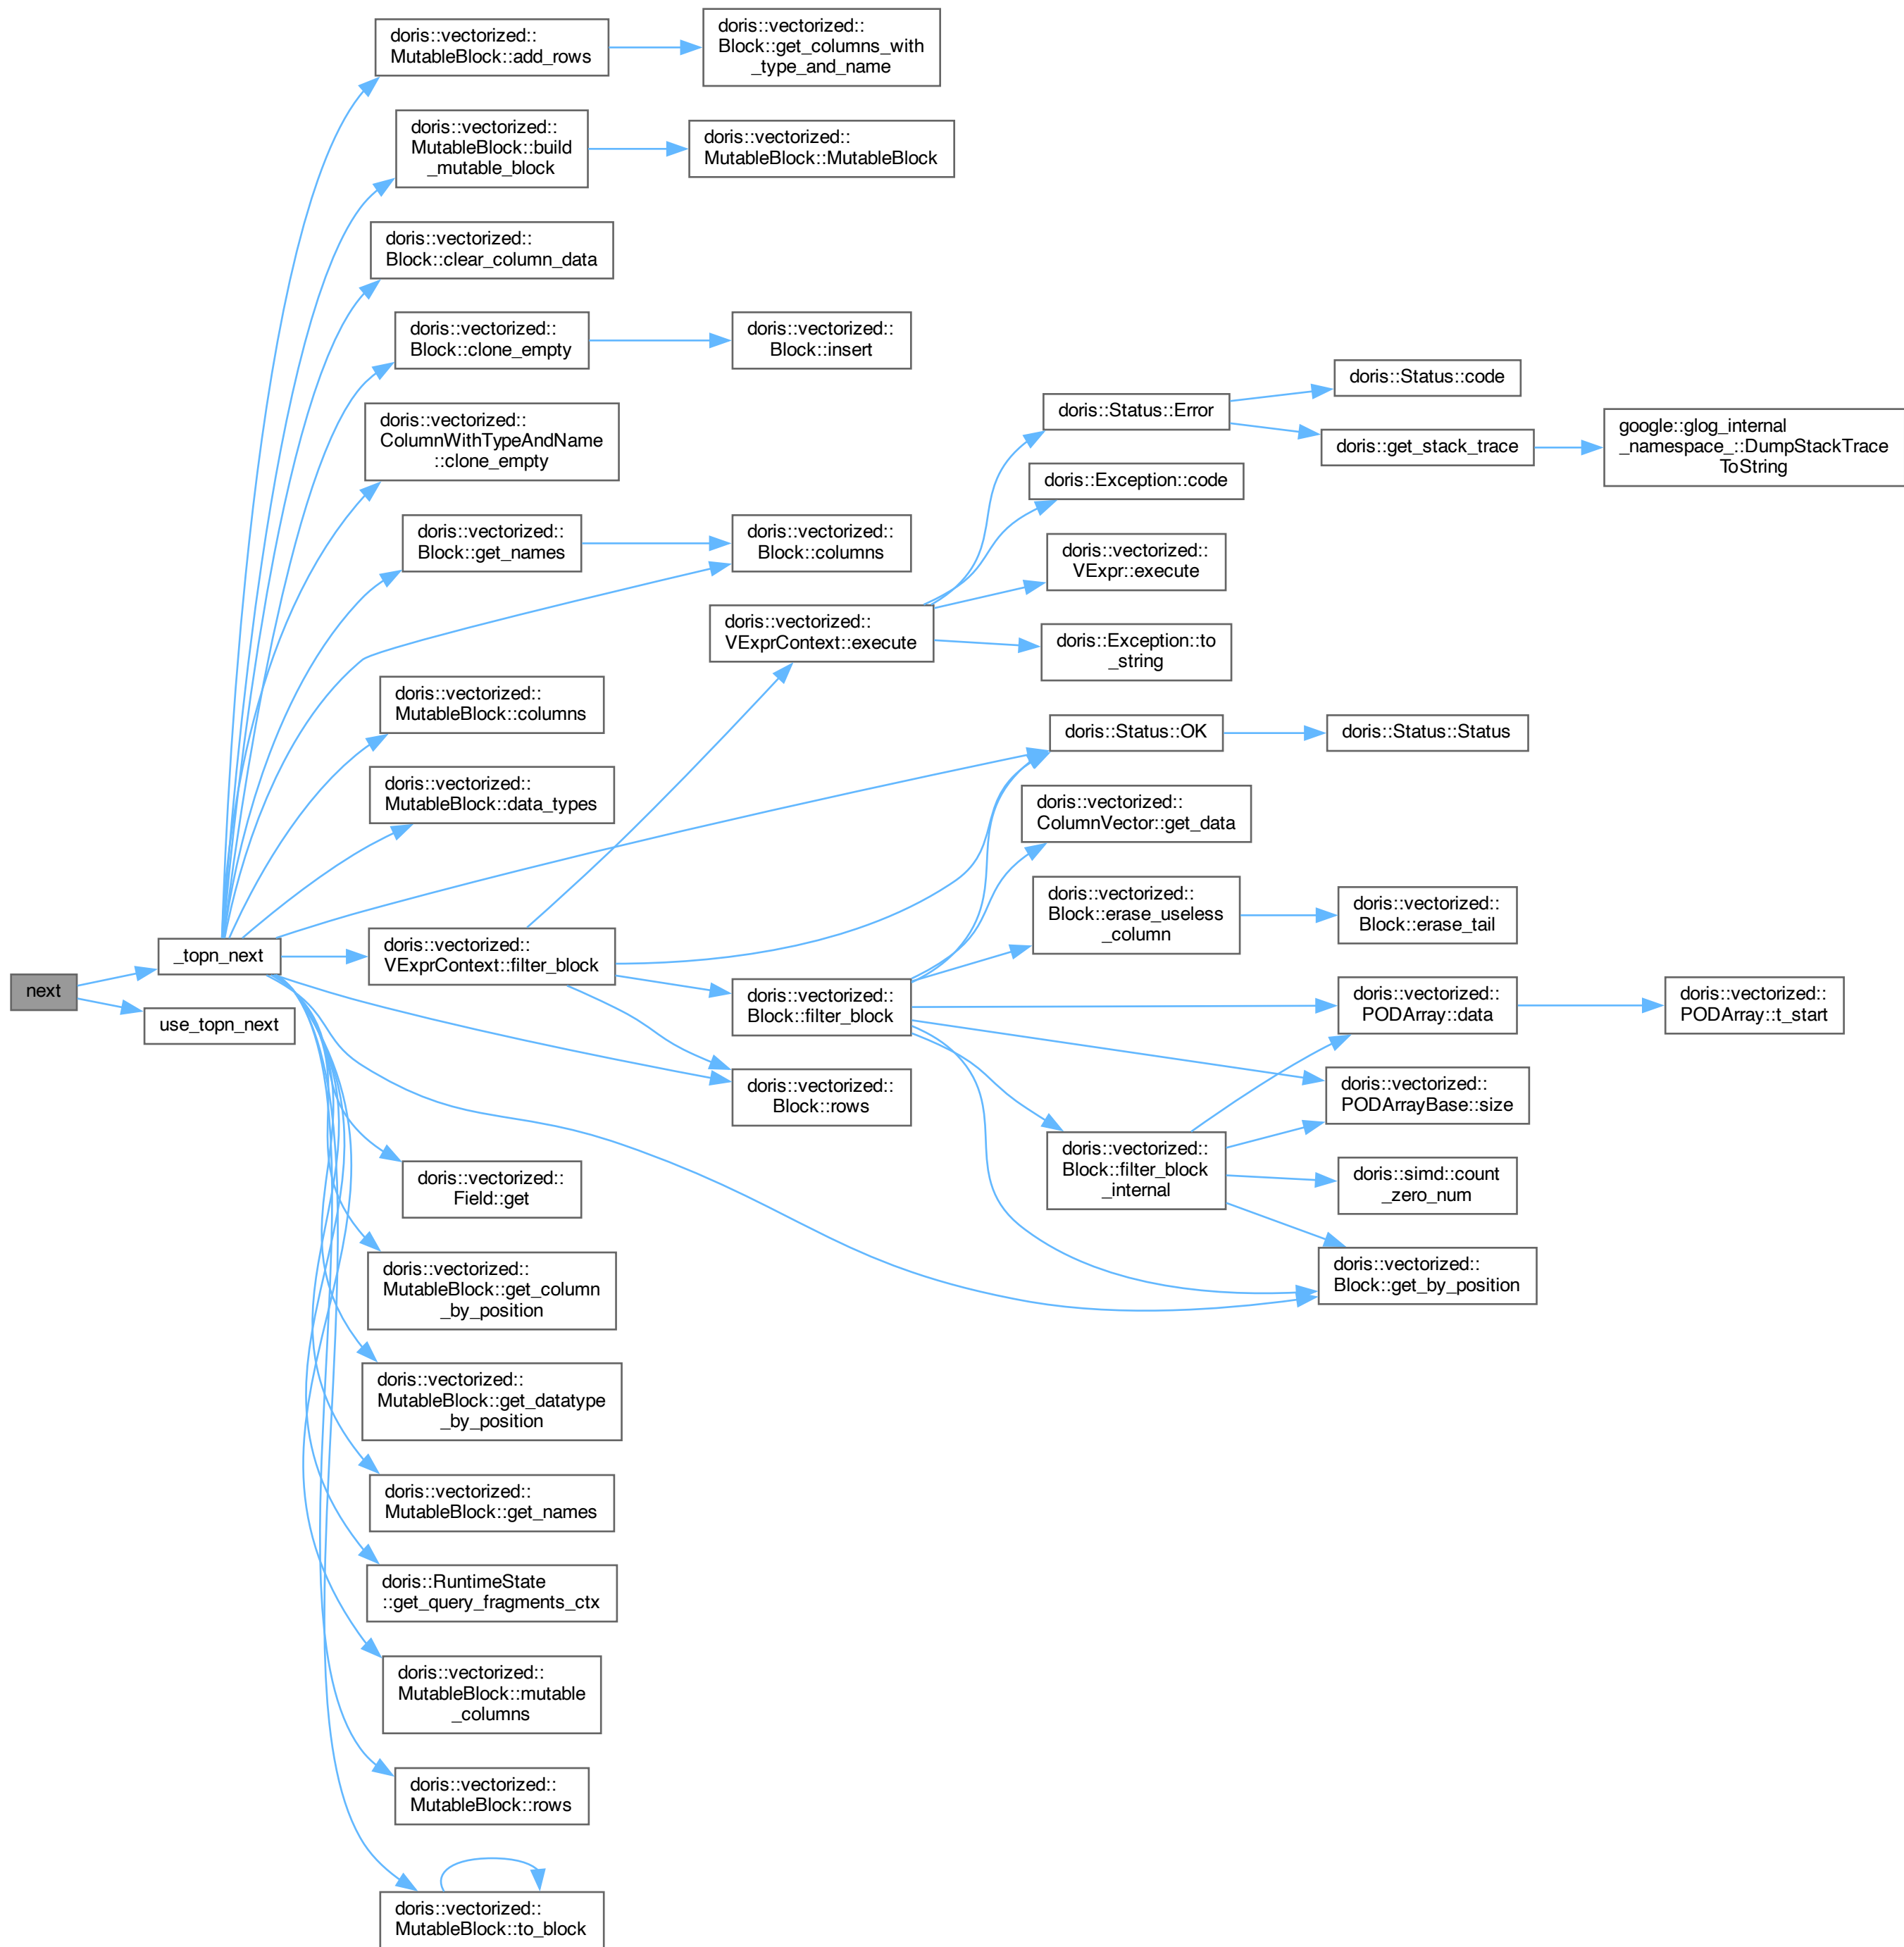 next
_topn_next
use_topn_next
doris::vectorized::
MutableBlock::add_rows
doris::vectorized::
Block::get_columns_with
_type_and_name
doris::vectorized::
MutableBlock::build
_mutable_block
doris::vectorized::
MutableBlock::MutableBlock
doris::vectorized::
Block::clear_column_data
doris::vectorized::
Block::clone_empty
doris::vectorized::
Block::insert
doris::vectorized::
ColumnWithTypeAndName
::clone_empty
doris::vectorized::
Block::get_names
doris::vectorized::
Block::columns
doris::vectorized::
MutableBlock::columns
doris::vectorized::
MutableBlock::data_types
doris::vectorized::
VExprContext::filter_block
doris::vectorized::
VExprContext::execute
doris::Status::Error
doris::Status::code
doris::get_stack_trace
google::glog_internal
_namespace_::DumpStackTrace
ToString
doris::Exception::code
doris::vectorized::
VExpr::execute
doris::Exception::to
_string
doris::Status::OK
doris::Status::Status
doris::vectorized::
Block::filter_block
doris::vectorized::
ColumnVector::get_data
doris::vectorized::
Block::erase_useless
_column
doris::vectorized::
Block::erase_tail
doris::vectorized::
PODArray::data
doris::vectorized::
PODArray::t_start
doris::vectorized::
PODArrayBase::size
doris::vectorized::
Block::filter_block
_internal
doris::simd::count
_zero_num
doris::vectorized::
Block::get_by_position
doris::vectorized::
Block::rows
doris::vectorized::
Field::get
doris::vectorized::
MutableBlock::get_column
_by_position
doris::vectorized::
MutableBlock::get_datatype
_by_position
doris::vectorized::
MutableBlock::get_names
doris::RuntimeState
::get_query_fragments_ctx
doris::vectorized::
MutableBlock::mutable
_columns
doris::vectorized::
MutableBlock::rows
doris::vectorized::
MutableBlock::to_block